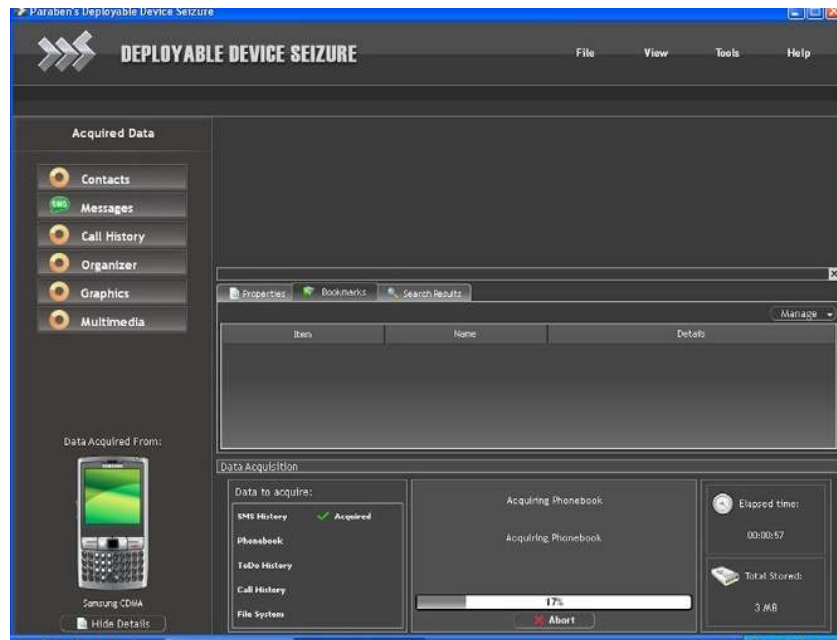 Paraben's Deployable Device Seizure
DEPLOYABLE DEVICE SEIZURE
File View Tools Help
Acquired Data
Contacts
SMS
Messages
Call History
Organizer
Graphics
Multimedia
Properties Bookmarks Search Results
Manage
Item Name Details
Data Acquired From:
SAMSUNG
Samsung CDMA
Hide Details
Data Acquisition
Data to acquire:
SMS History Acquired
Phonebook
ToDo History
Call History
File System
Acquiring Phonebook
Acquiring Phonebook
17%
Abort
Elapsed time:
00:00:57
Total Stored:
3 MB